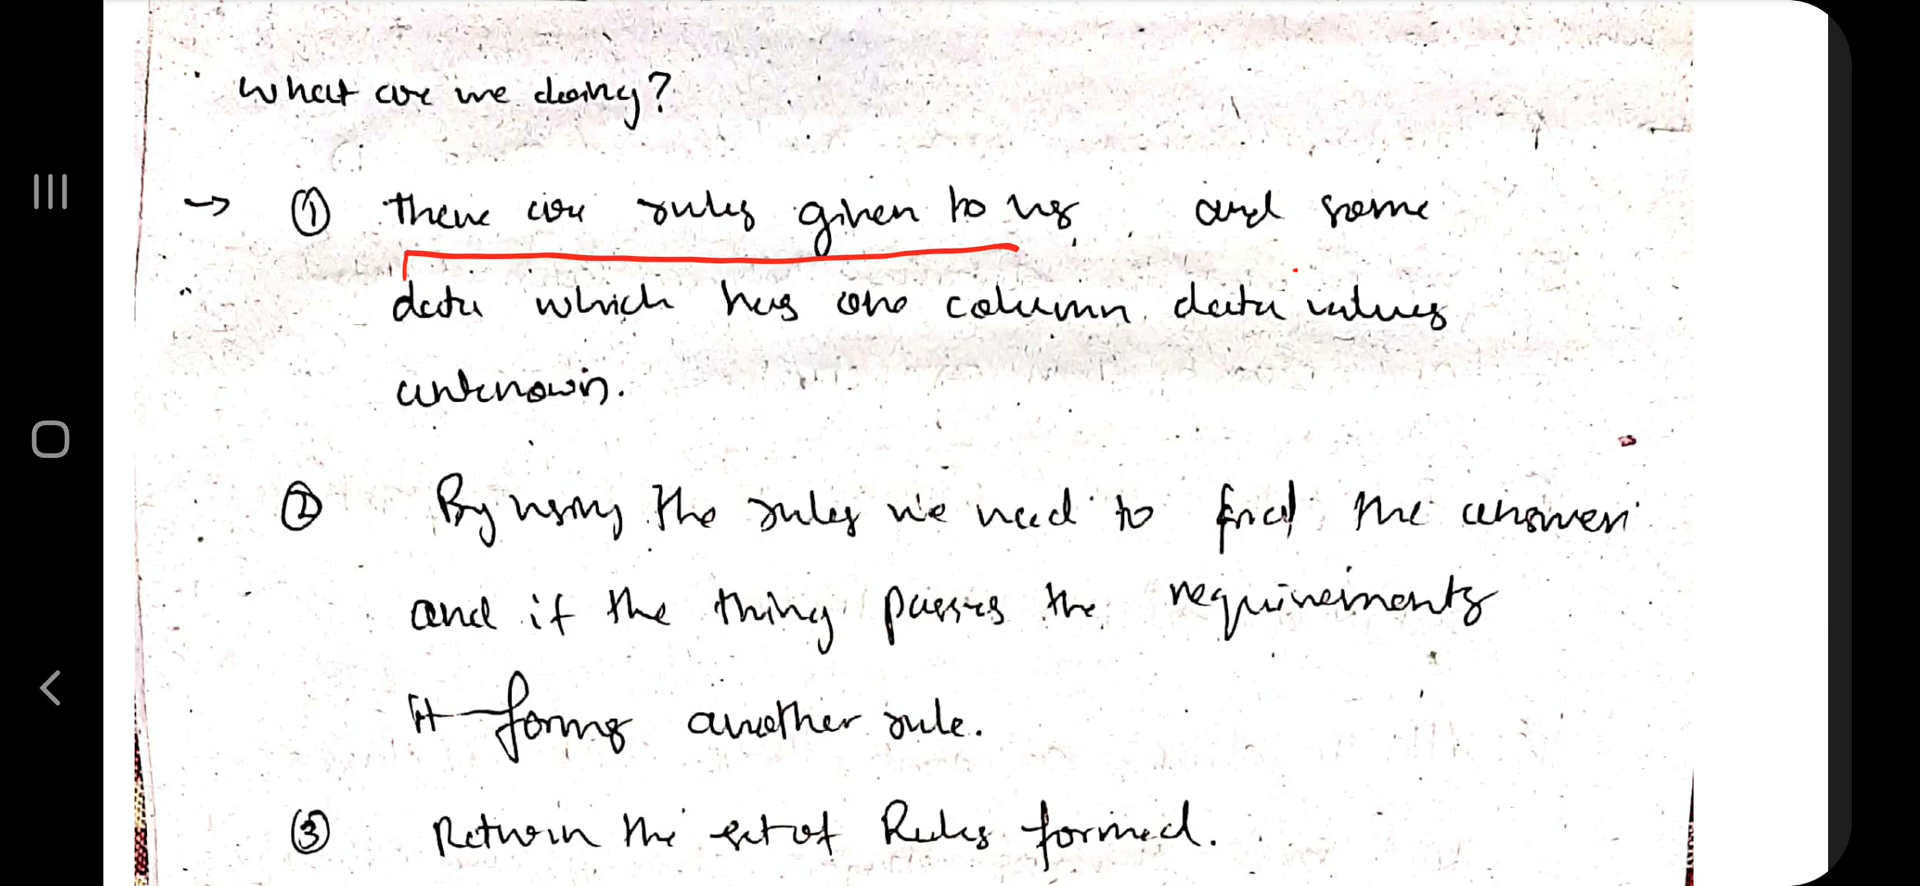 What are we doing?
→ ① there are rules given to us, and some
data which has one column data values
unknown.
② By using the rules we need to find the answer
and if the thing passes the requirements
it forms another rule.
③ Return the set of Rules formed.